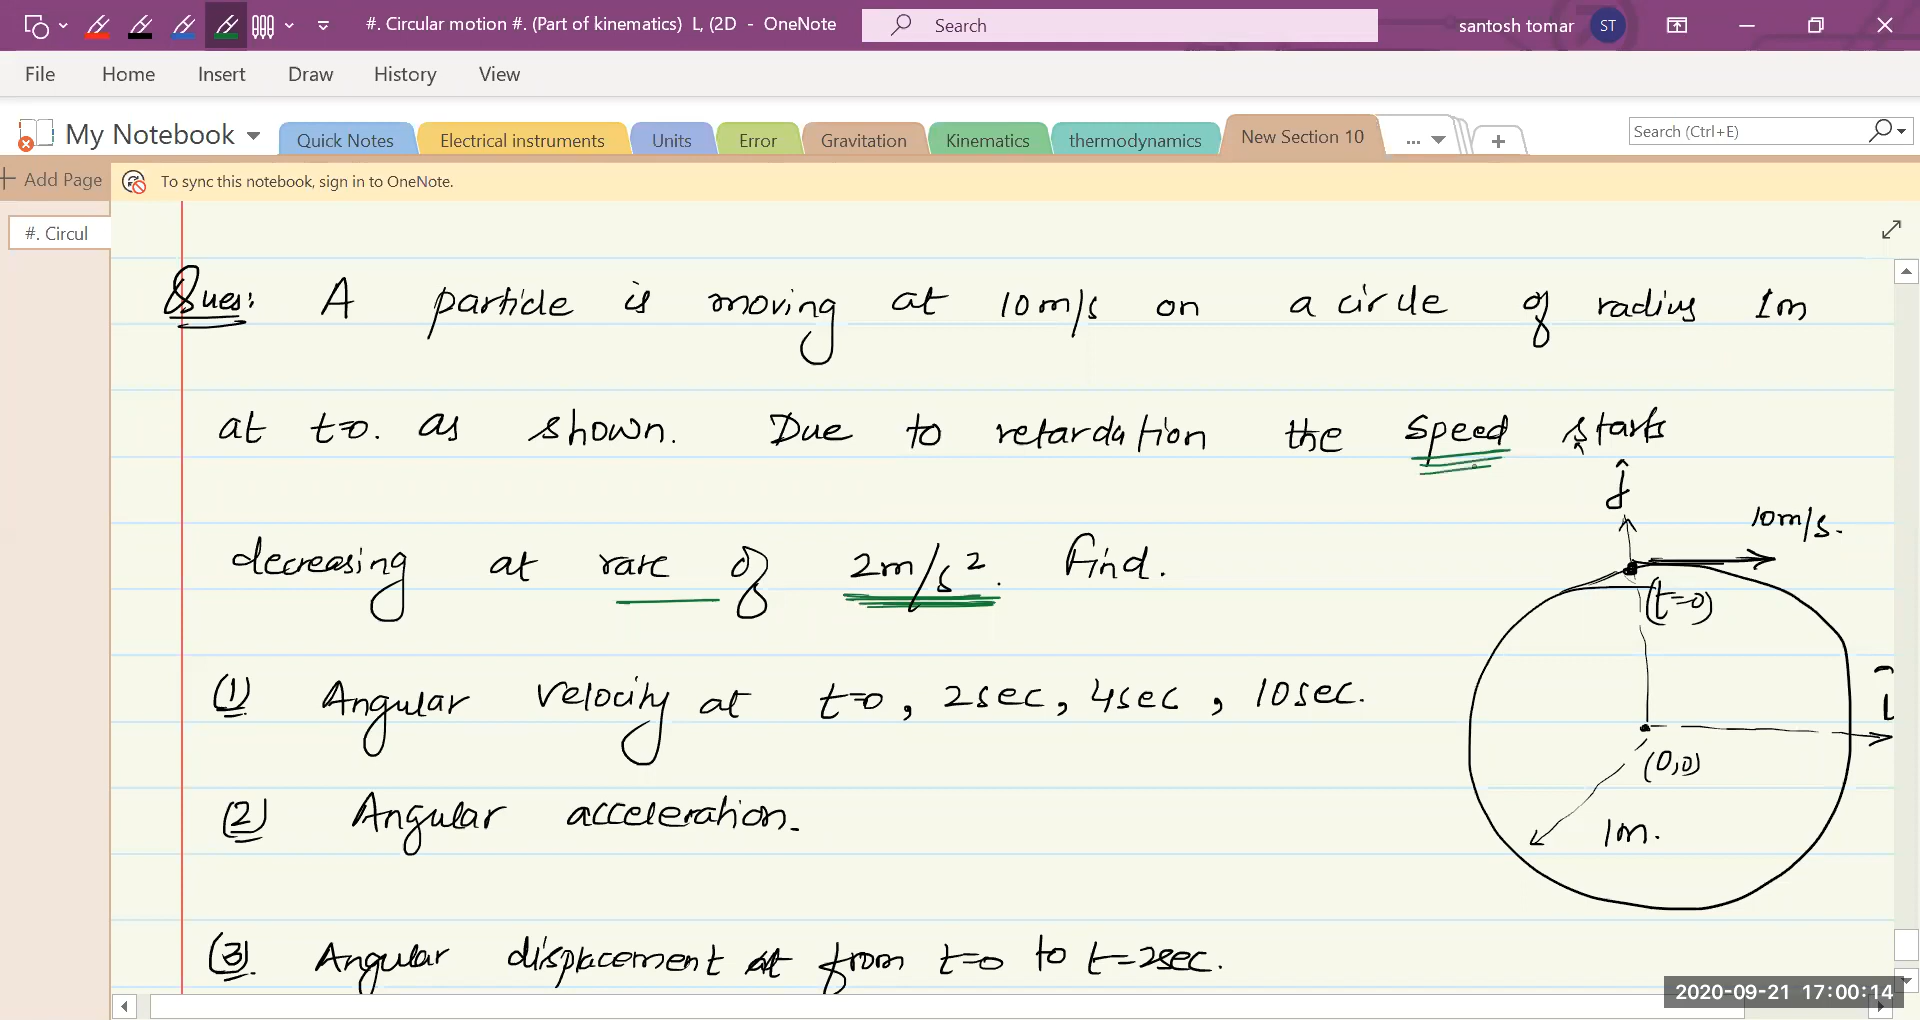 #. Circular motion #. (Part of kinematics) L, (2D - OneNote
Search
santosh tomar ST
File Home Insert Draw History View
My Notebook
Quick Notes Electrical instruments Units Error Gravitation Kinematics thermodynamics New Section 10 ... +
Search (Ctrl+E)
+ Add Page
To sync this notebook, sign in to OneNote.
#. Circul
Ques: A particle is moving at 10m/s on a circle of radius 1m
at t=0. as shown. Due to retardation the speed starts
decreasing at rate of 2m/s². Find.
ĵ
10m/s.
(t=0)
(1) Angular velocity at t=0, 2sec, 4sec, 10sec.
(0,0)
(2) Angular acceleration.
1m.
(3). Angular displacement at from t=0 to t=2sec.
2020-09-21 17:00:14